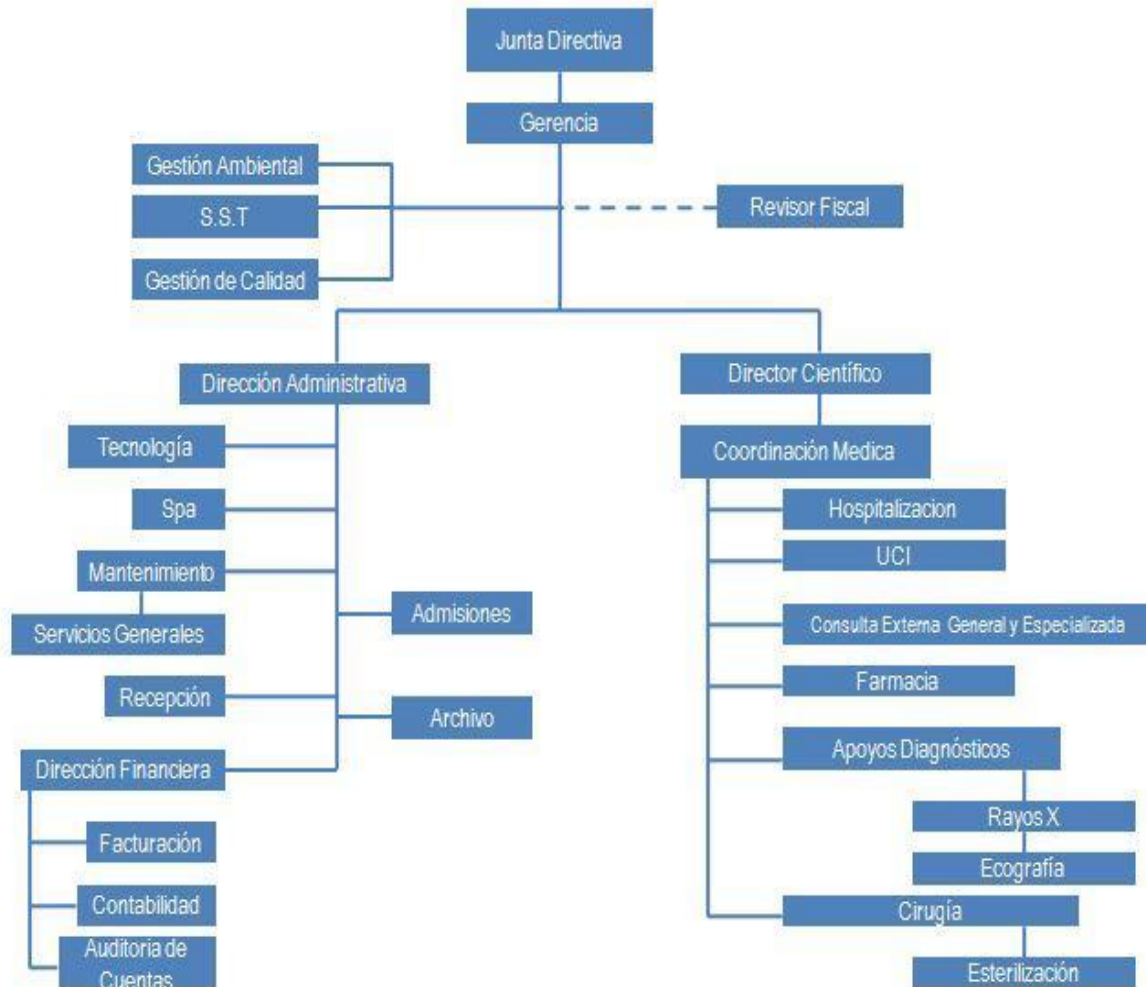 Junta Directiva
Gerencia
Gestión Ambiental
S.S.T
Gestión de Calidad
Revisor Fiscal
Dirección Administrativa
Tecnología
Spa
Mantenimiento
Servicios Generales
Recepción
Dirección Financiera
Facturación
Contabilidad
Auditoria de
Cuentas
Admisiones
Archivo
Director Científico
Coordinación Medica
Hospitalizacion
UCI
Consulta Externa General y Especializada
Farmacia
Apoyos Diagnósticos
Rayos X
Ecografía
Cirugía
Esterilización